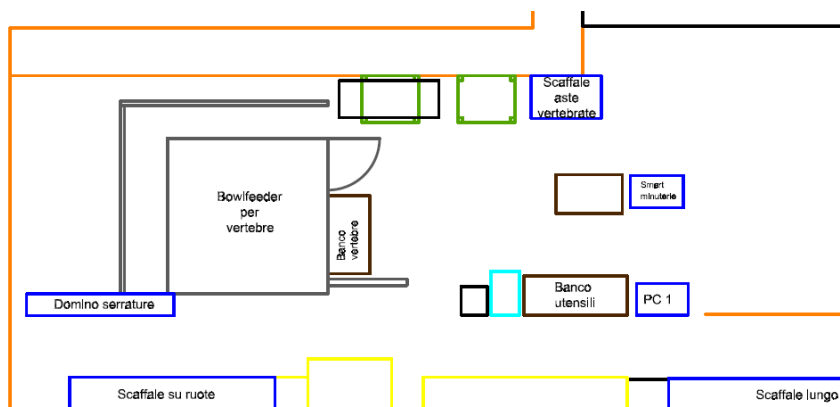 Scaffale
aste
vertebrate
Bowlfeeder
per
vertebre
Banco
vertebre
Smart
minuterie
Domino serrature
Banco
utensili
PC 1
Scaffale su ruote
Scaffale lungo